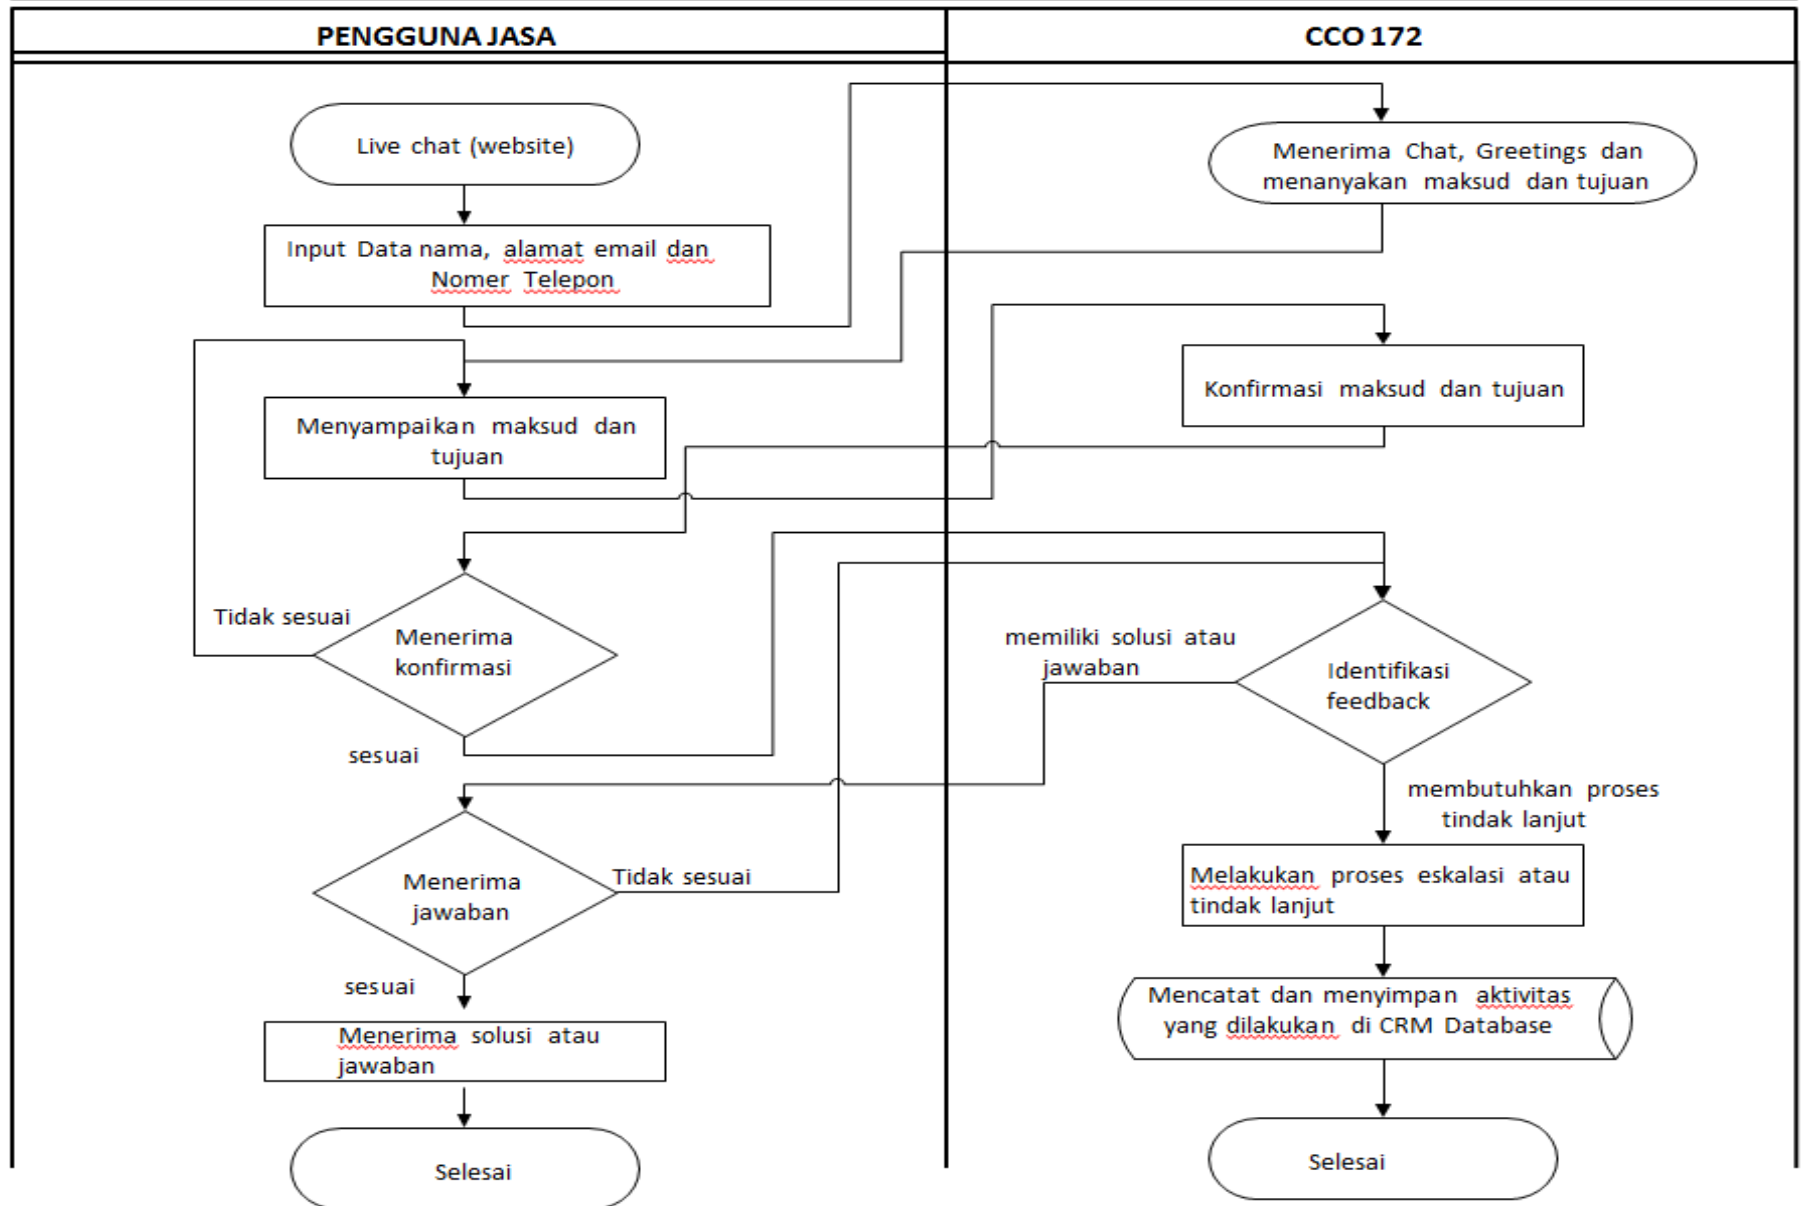 PENGGUNA JASA
CCO 172
Live chat (website)
Menerima Chat, Greetings dan
menanyakan maksud dan tujuan
Input Data nama, alamat email dan
Nomer Telepon
Konfirmasi maksud dan tujuan
Menyampaikan maksud dan
tujuan
Tidak sesuai
Menerima
konfirmasi
sesuai
memiliki solusi atau
jawaban
Identifikasi
feedback
membutuhkan proses
tindak lanjut
Menerima
jawaban
Tidak sesuai
sesuai
Melakukan proses eskalasi atau
tindak lanjut
Menerima solusi atau
jawaban
Mencatat dan menyimpan aktivitas
yang dilakukan di CRM Database
Selesai
Selesai